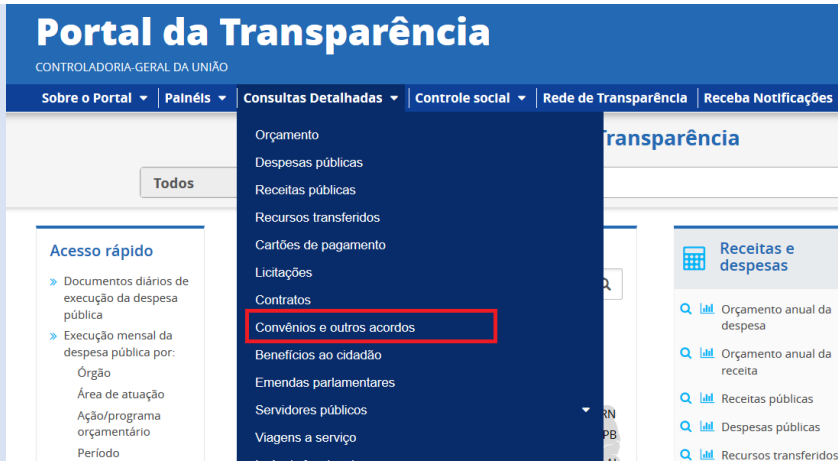 Portal da Transparência
CONTROLADORIA-GERAL DA UNIÃO
Sobre o Portal
Painéis
Consultas Detalhadas
Controle social
Rede de Transparência
Receba Notificações
Transparência
Todos
Orçamento
Despesas públicas
Receitas públicas
Recursos transferidos
Cartões de pagamento
Licitações
Contratos
Convênios e outros acordos
Benefícios ao cidadão
Emendas parlamentares
Servidores públicos
Viagens a serviço
Acesso rápido
Documentos diários de
execução da despesa
pública
Execução mensal da
despesa pública por:
Órgão
Área de atuação
Ação/programa
orçamentário
Período
RN
PB
Receitas e
despesas
Orçamento anual da
despesa
Orçamento anual da
receita
Receitas públicas
Despesas públicas
Recursos transferidos